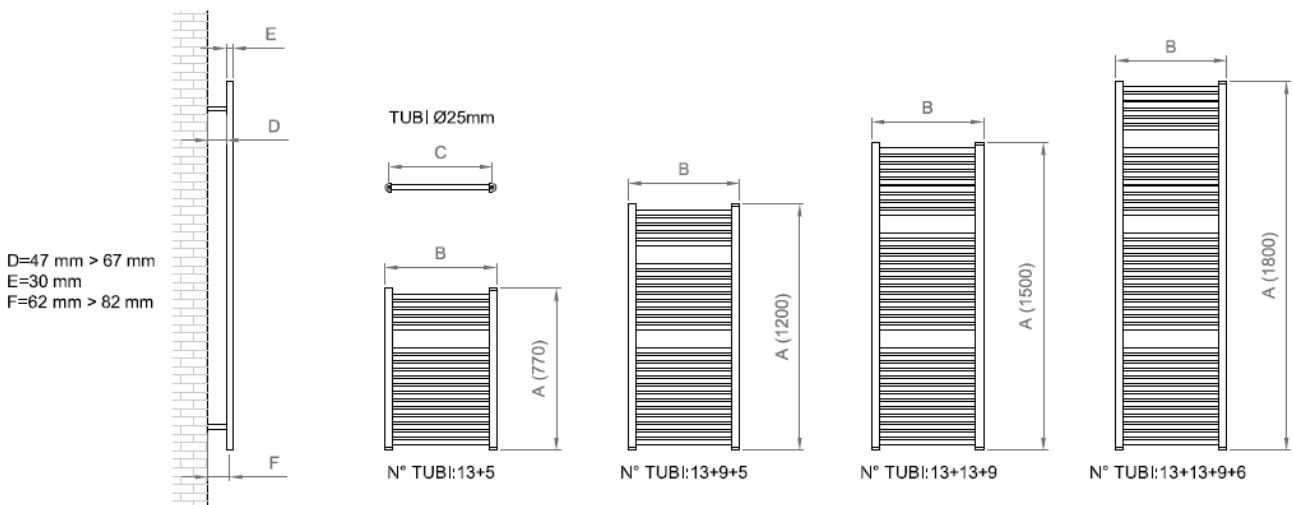 E
D
D=47 mm > 67 mm
E=30 mm
F=62 mm > 82 mm
F
TUBI Ø25mm
C
B
A (770)
N° TUBI:13+5
B
A (1200)
N° TUBI:13+9+5
B
A (1500)
N° TUBI:13+13+9
B
A (1800)
N° TUBI:13+13+9+6